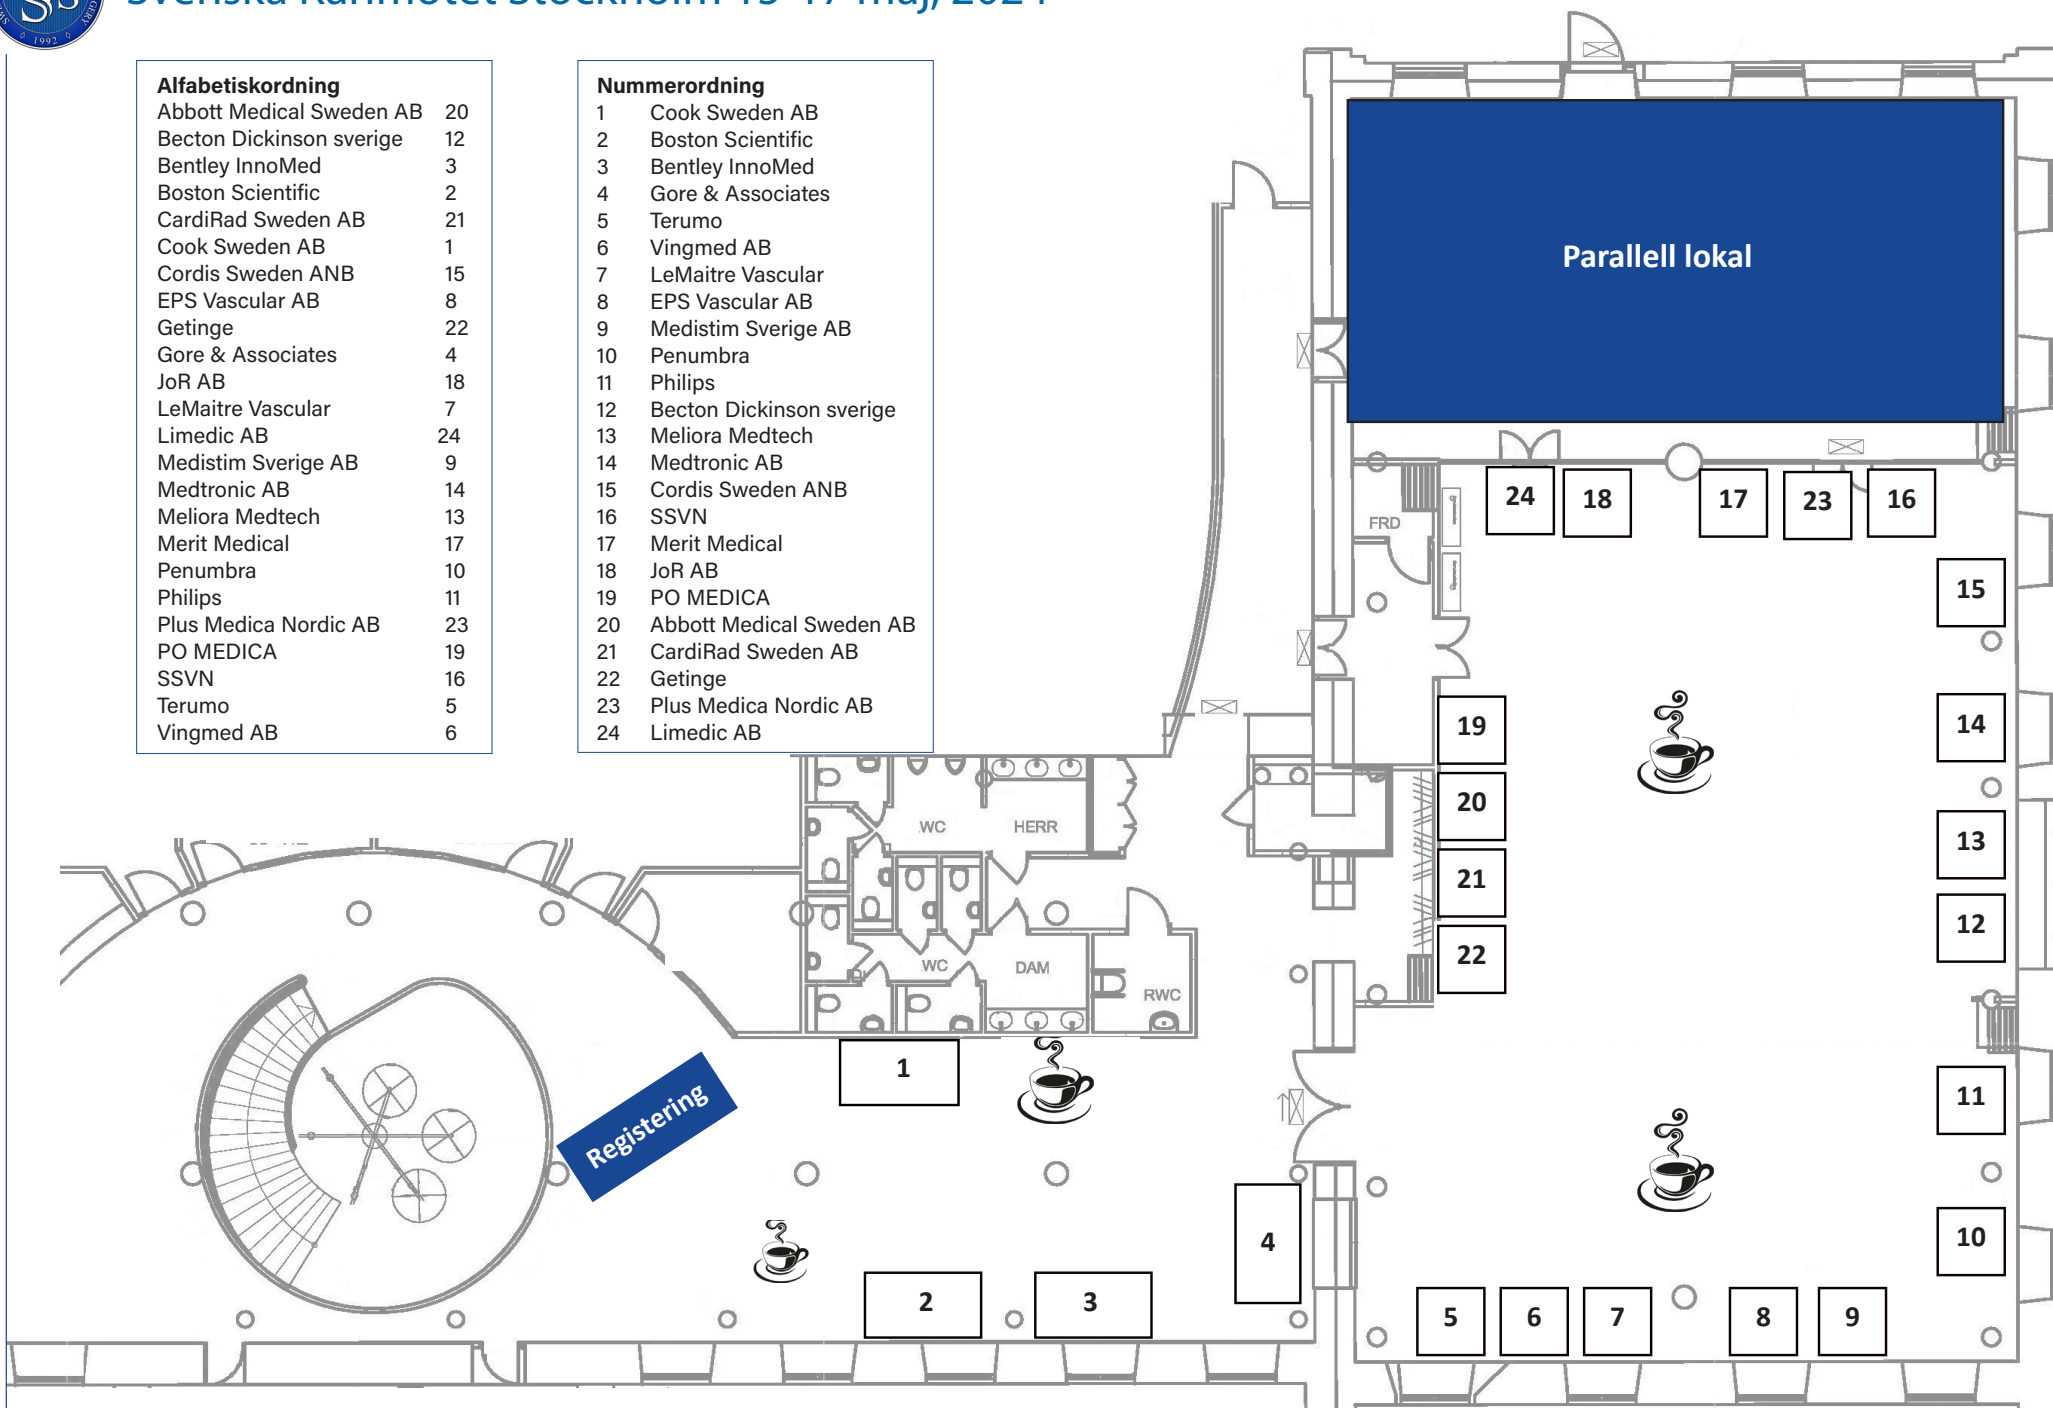 1992
Alfabetiskordning
Abbott Medical Sweden AB 20
Becton Dickinson sverige 12
Bentley InnoMed 3
Boston Scientific 2
CardiRad Sweden AB 21
Cook Sweden AB 1
Cordis Sweden ANB 15
EPS Vascular AB 8
Getinge 22
Gore & Associates 4
JoR AB 18
LeMaitre Vascular 7
Limedic AB 24
Medistim Sverige AB 9
Medtronic AB 14
Meliora Medtech 13
Merit Medical 17
Penumbra 10
Philips 11
Plus Medica Nordic AB 23
PO MEDICA 19
SSVN 16
Terumo 5
Vingmed AB 6
Nummerordning
1 Cook Sweden AB
2 Boston Scientific
3 Bentley InnoMed
4 Gore & Associates
5 Terumo
6 Vingmed AB
7 LeMaitre Vascular
8 EPS Vascular AB
9 Medistim Sverige AB
10 Penumbra
11 Philips
12 Becton Dickinson sverige
13 Meliora Medtech
14 Medtronic AB
15 Cordis Sweden ANB
16 SSVN
17 Merit Medical
18 JoR AB
19 PO MEDICA
20 Abbott Medical Sweden AB
21 CardiRad Sweden AB
22 Getinge
23 Plus Medica Nordic AB
24 Limedic AB
Parallell lokal
24 18 17 23 16
FRD
15
19
14
20
WC HERR
13
21
12
22
WC DAM
RWC
1
11
Registering
4
10
2 3
5 6 7 8 9